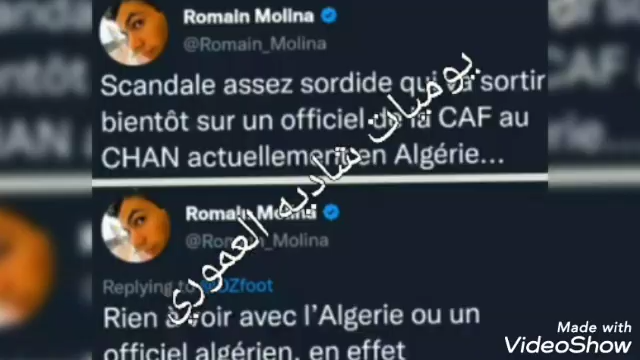 Romain Molina
@Romain_Molina
Scandale assez sordide qui va sortir
bientôt sur un officiel de la CAF au
CHAN actuellement en Algérie...
Romain Molina
@Romain_Molina
Replying to @DZfoot
Rien à voir avec l'Algerie ou un
officiel algérien, en effet
يوميات شاديه العموري
Made with
VideoShow